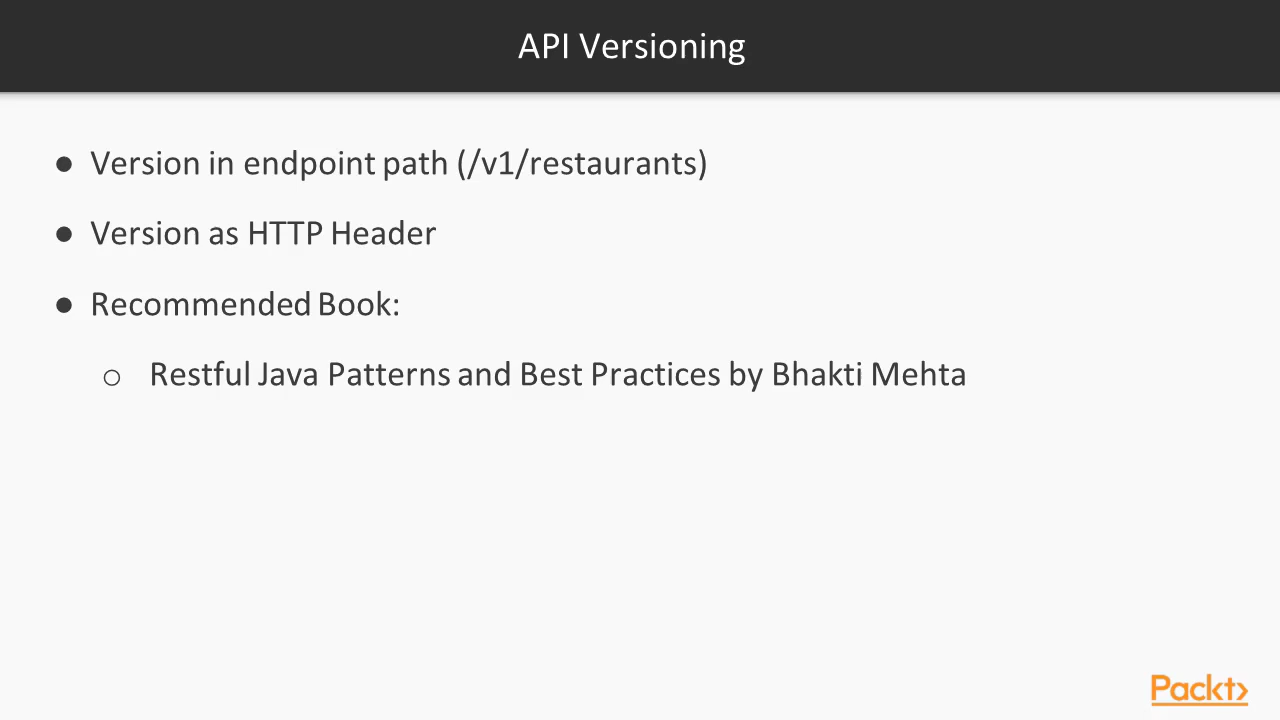 API Versioning
● Version in endpoint path (/v1/restaurants)
● Version as HTTP Header
● Recommended Book:
○ Restful Java Patterns and Best Practices by Bhakti Mehta
Packt>